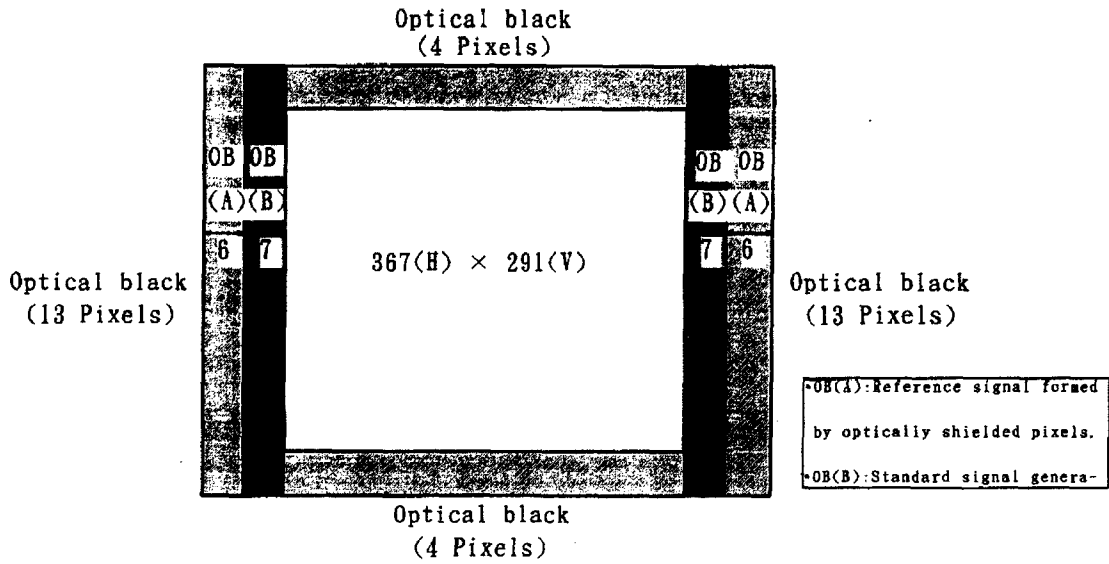 Optical black
(4 Pixels)
OB OB
(A)(B)
6 7
OB OB
(B)(A)
7 6
367(H) × 291(V)
Optical black
(13 Pixels)
Optical black
(13 Pixels)
•OB(A):Reference signal formed
by optically shielded pixels.
•OB(B):Standard signal genera-
Optical black
(4 Pixels)